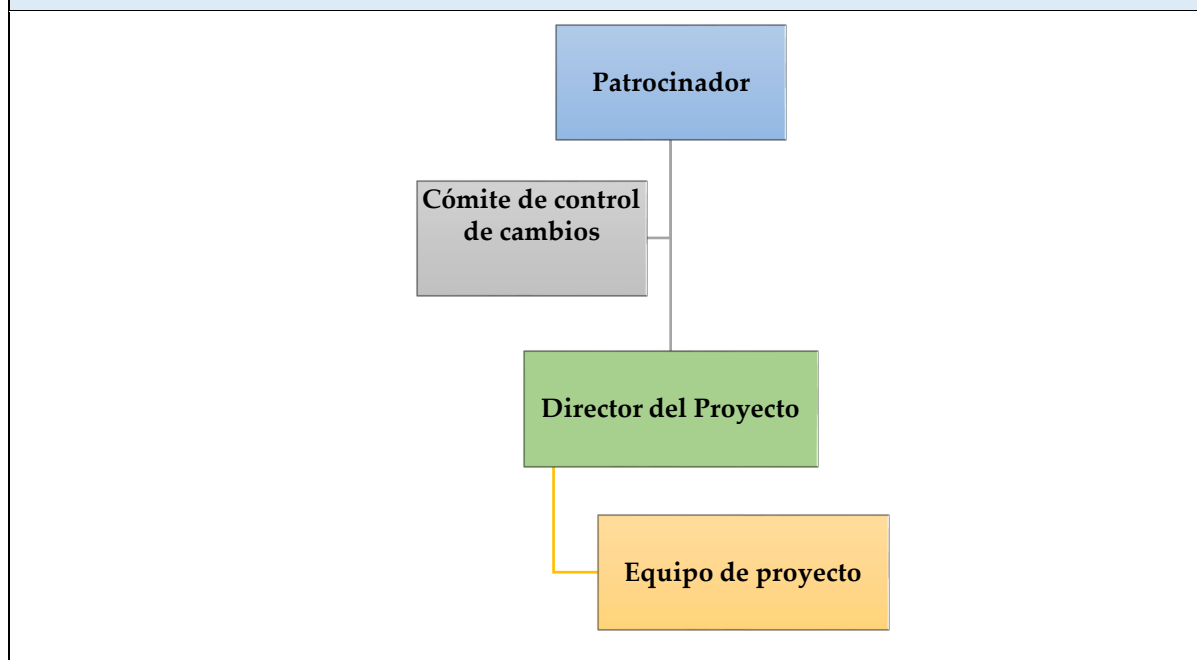 Patrocinador
Cómite de control
de cambios
Director del Proyecto
Equipo de proyecto